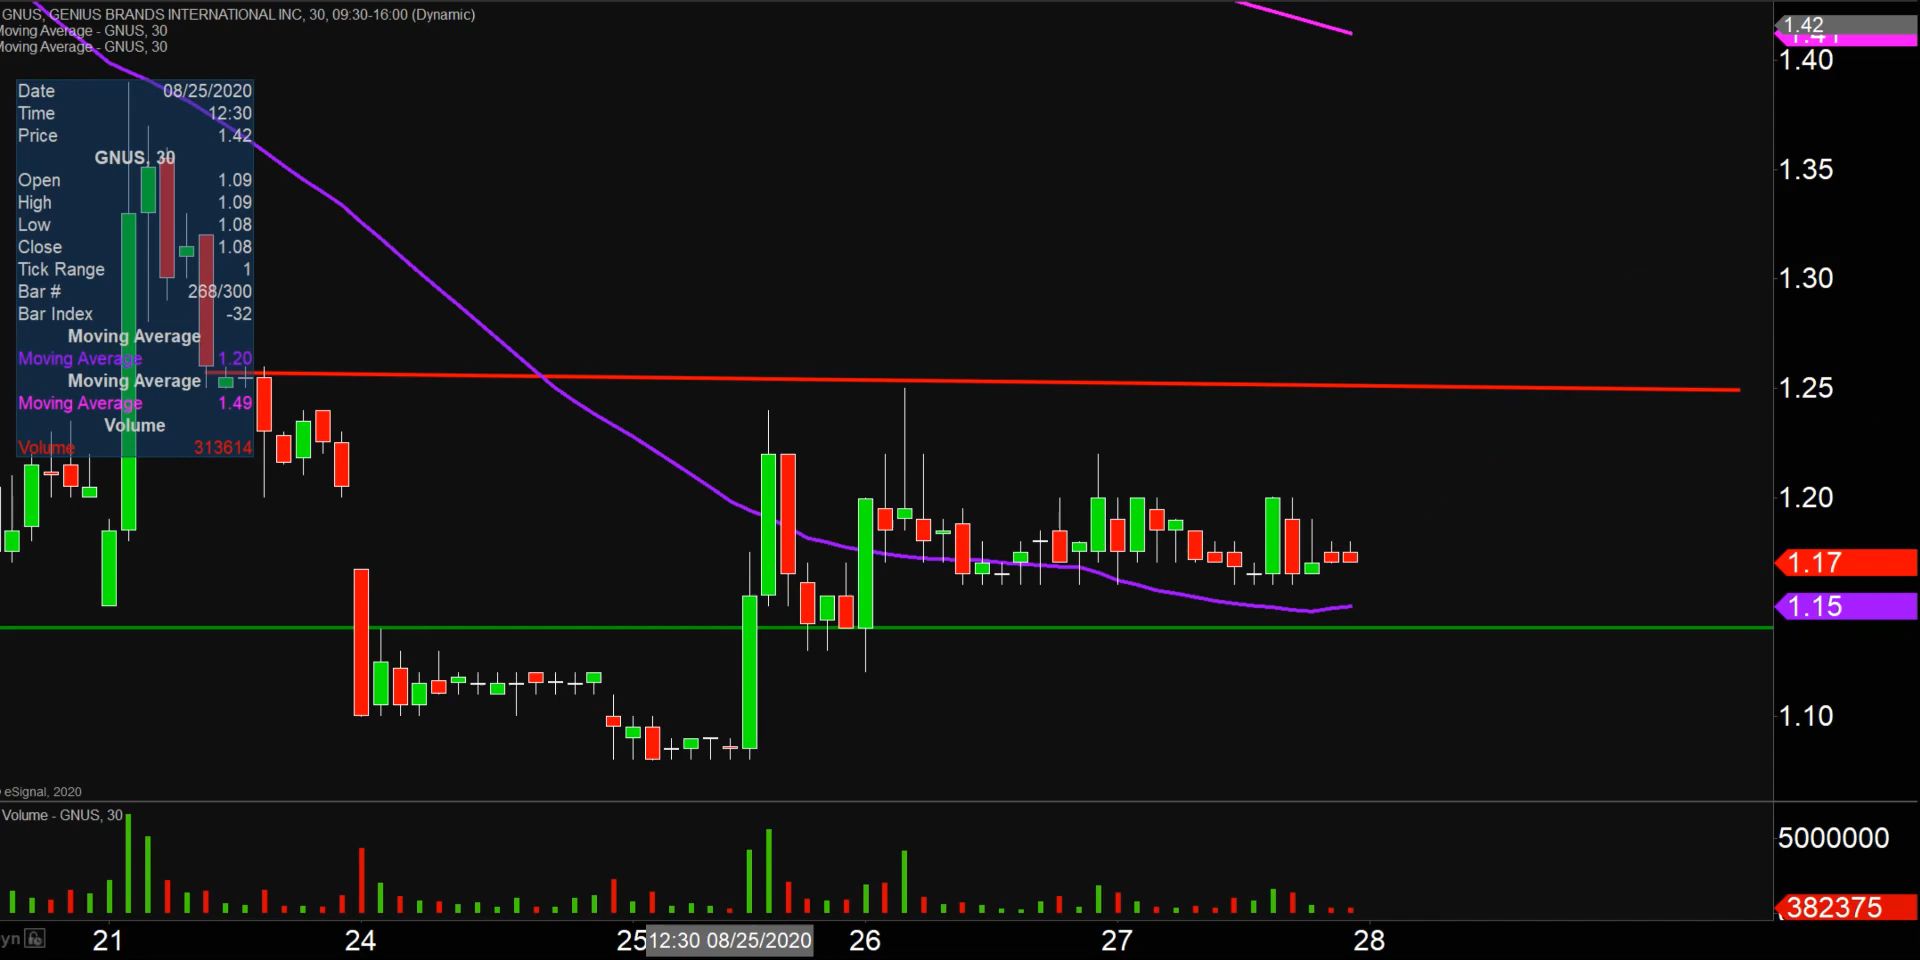 GNUS, GENIUS BRANDS INTERNATIONAL INC, 30, 09:30-16:00 (Dynamic)
Moving Average - GNUS, 30
Moving Average - GNUS, 30
Date 08/25/2020
Time 12:30
Price 1.42
GNUS, 30
Open 1.09
High 1.09
Low 1.08
Close 1.08
Tick Range 1
Bar # 268/300
Bar Index -32
Moving Average
Moving Average 1.20
Moving Average
Moving Average 1.49
Volume
Volume 313614
1.42
1.41
1.40
1.35
1.30
1.25
1.20
1.17
1.15
1.10
eSignal, 2020
Volume - GNUS, 30
5000000
382375
yn
21
24
25
12:30 08/25/2020
26
27
28